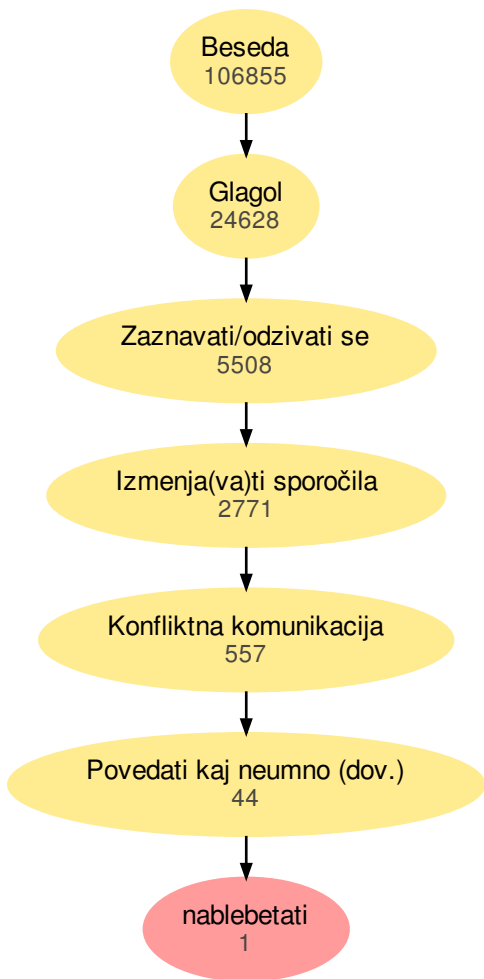 Beseda
106855
Glagol
24628
Zaznavati/odzivati se
5508
Izmenja(va)ti sporočila
2771
Konfliktna komunikacija
557
Povedati kaj neumno (dov.)
44
nablebetati
1